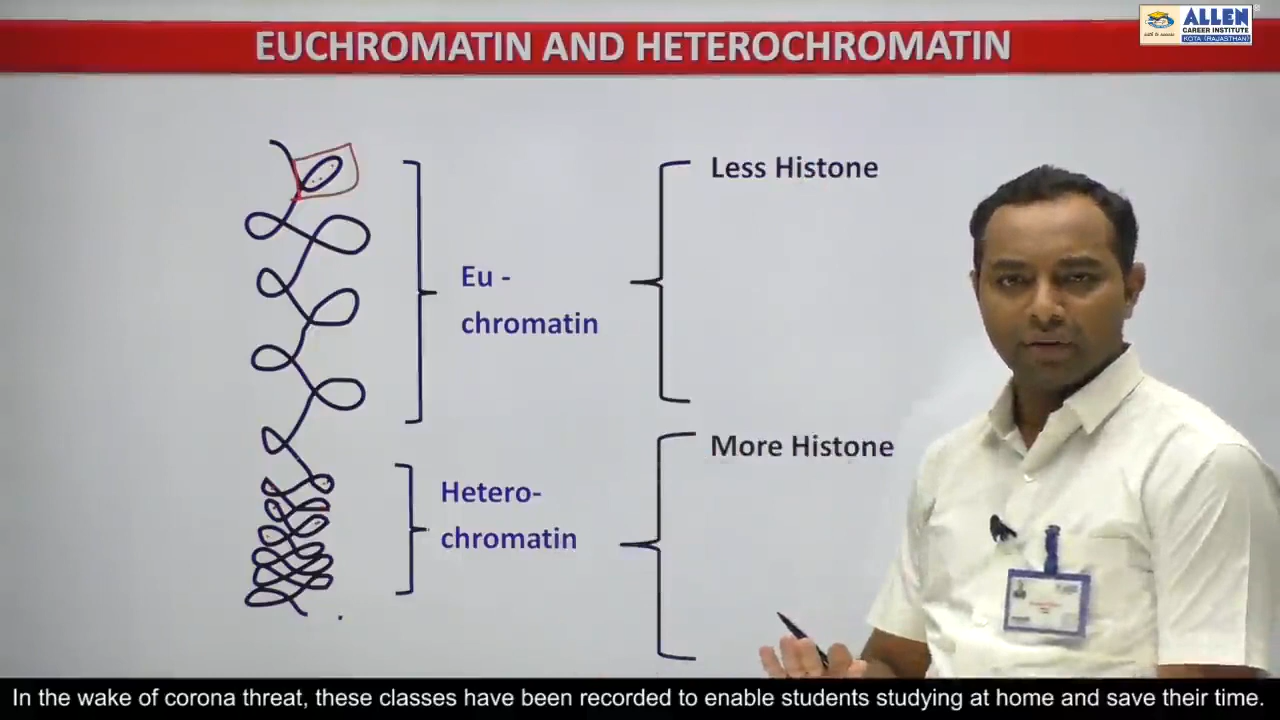 ALLEN
CAREER INSTITUTE
KOTA (RAJASTHAN)
EUCHROMATIN AND HETEROCHROMATIN
Less Histone
Eu -
chromatin
More Histone
Hetero-
chromatin
In the wake of corona threat, these classes have been recorded to enable students studying at home and save their time.